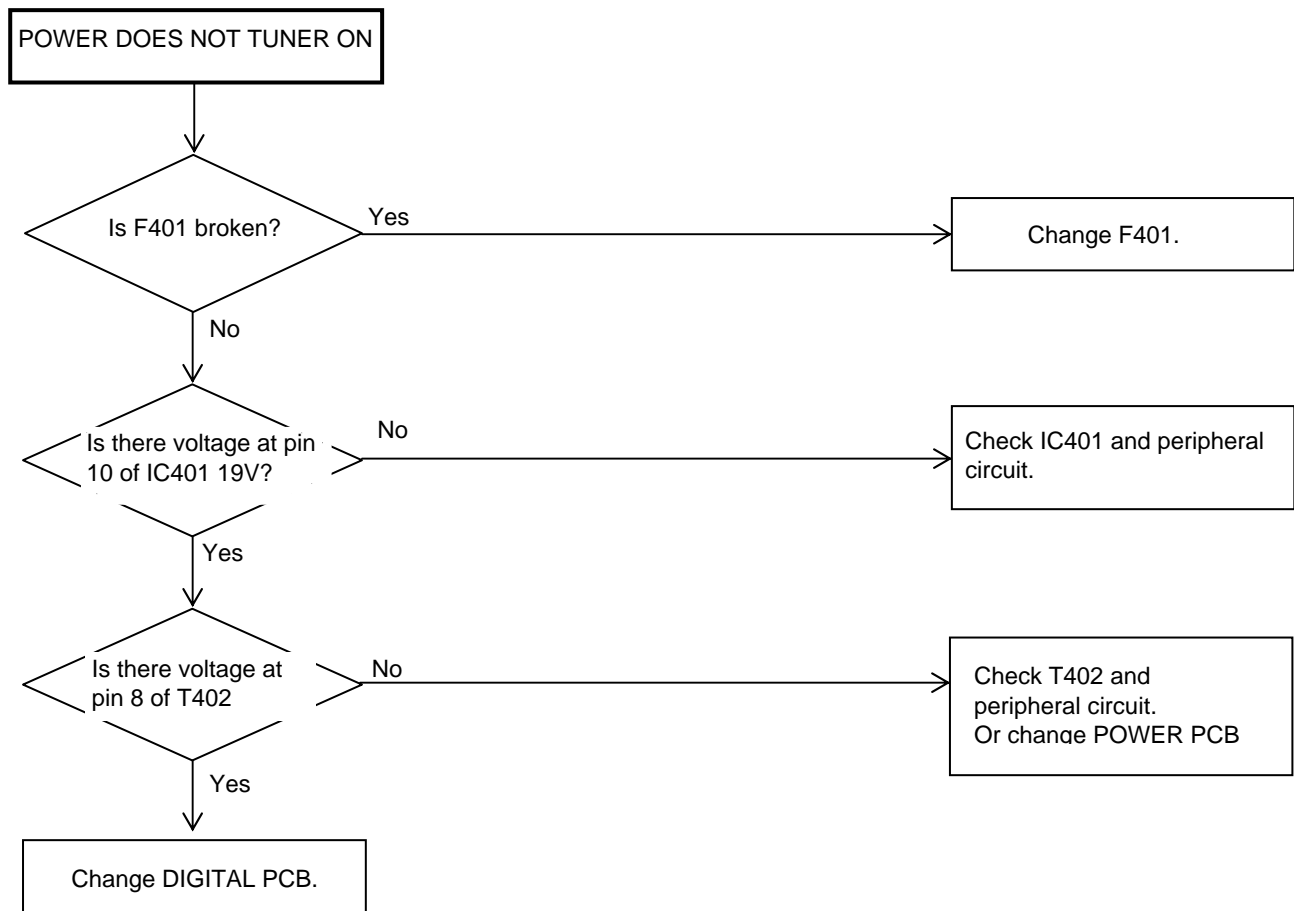 POWER DOES NOT TUNER ON
Is F401 broken?
Yes
Change F401.
No
Is there voltage at pin
10 of IC401 19V?
No
Check IC401 and peripheral
circuit.
Yes
Is there voltage at
pin 8 of T402
No
Check T402 and
peripheral circuit.
Or change POWER PCB
Yes
Change DIGITAL PCB.